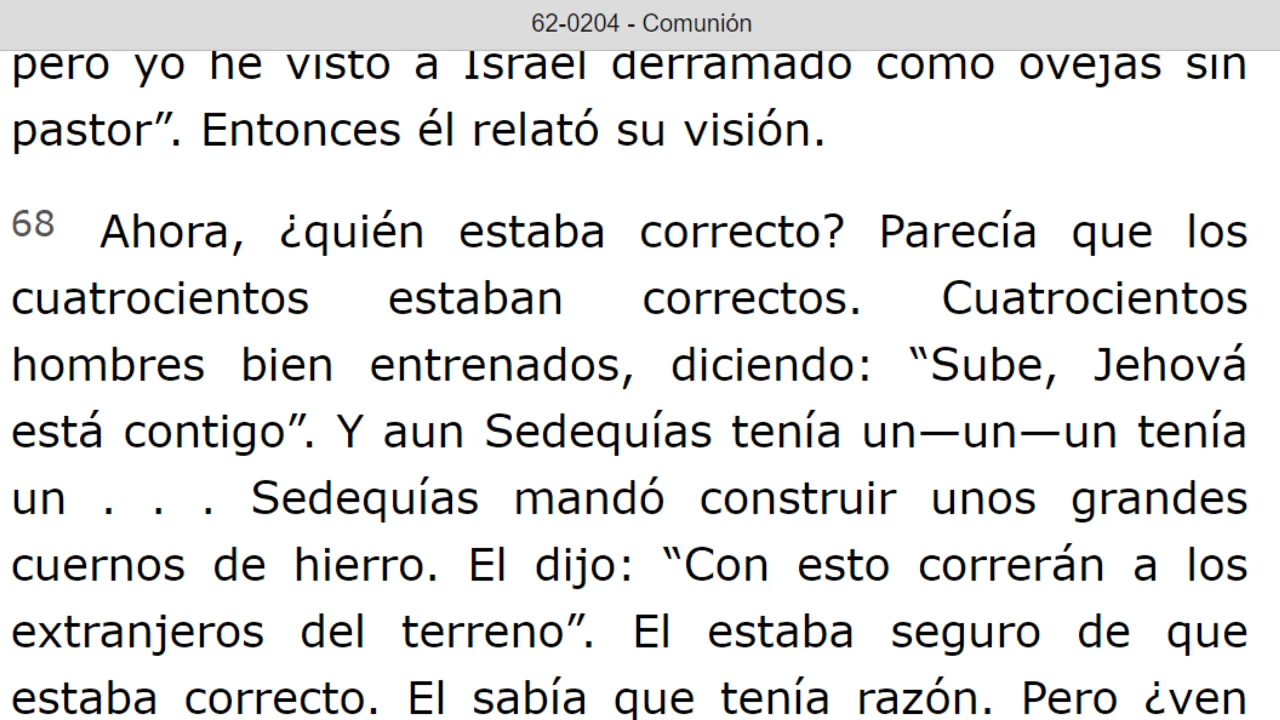 62-0204 - Comunión
pero yo he visto a Israel derramado como ovejas sin
pastor”. Entonces él relató su visión.
68 Ahora, ¿quién estaba correcto? Parecía que los
cuatrocientos estaban correctos. Cuatrocientos
hombres bien entrenados, diciendo: “Sube, Jehová
está contigo”. Y aun Sedequías tenía un—un—un tenía
un . . . Sedequías mandó construir unos grandes
cuernos de hierro. El dijo: “Con esto correrán a los
extranjeros del terreno”. El estaba seguro de que
estaba correcto. El sabía que tenía razón. Pero ¿ven